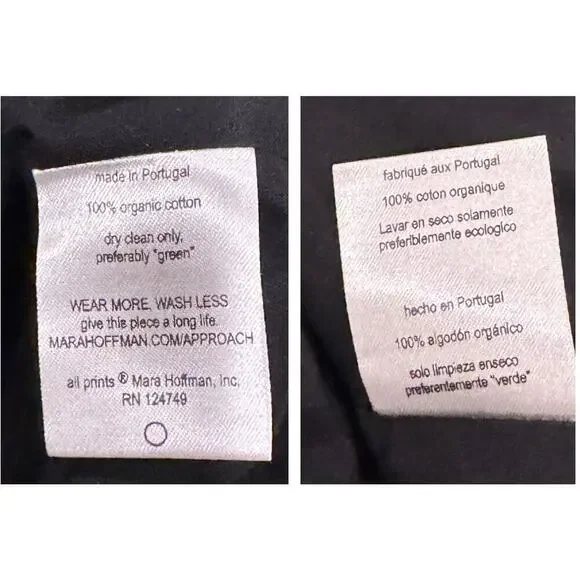 made in Portugal
100% organic cotton
dry clean only,
preferably "green"
WEAR MORE, WASH LESS
give this piece a long life.
MARAHOFFMAN.COM/APPROACH
all prints ® Mara Hoffman, Inc.
RN 124749
fabriqué aux Portugal
100% coton organique
Lavar en seco solamente
preferiblemente ecologico
hecho en Portugal
100% algodón orgánico
solo limpieza enseco
preferentemente "verde"